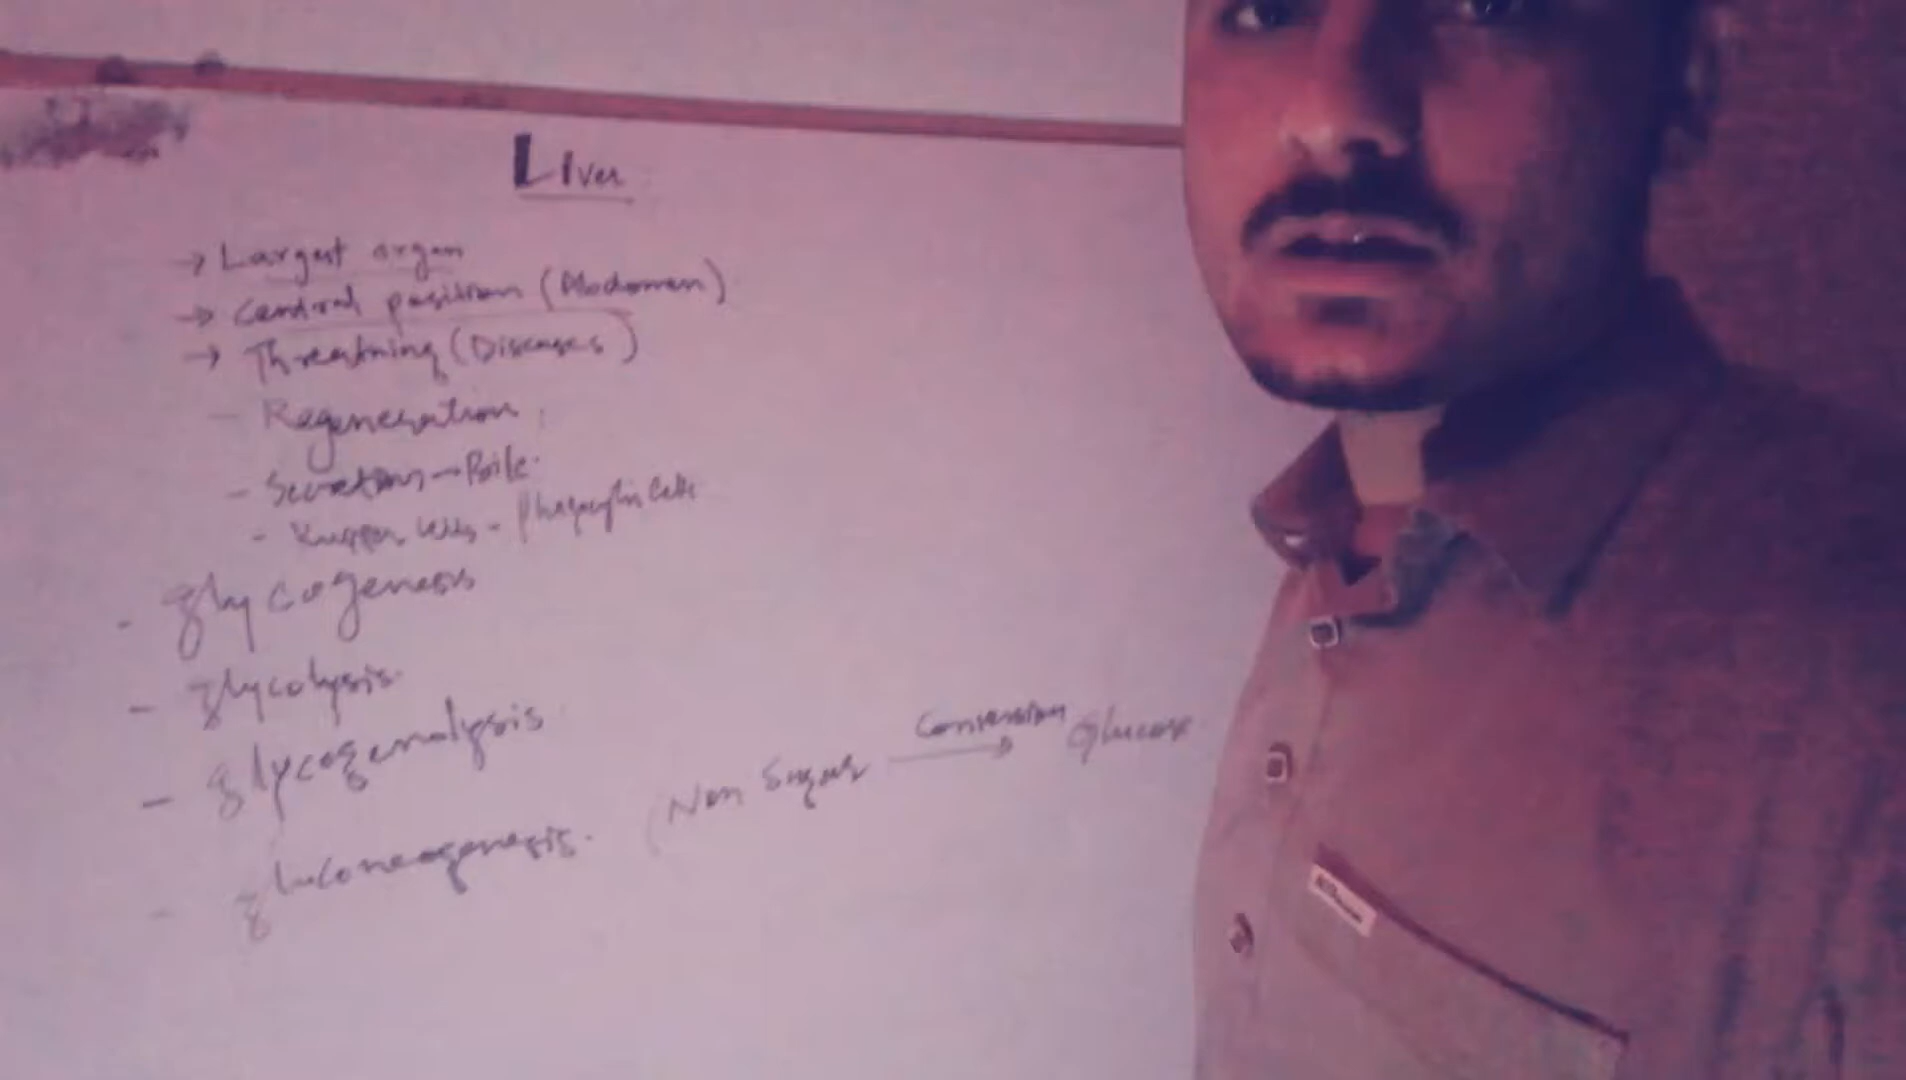 Liver
→ Largest organ
→ Central position (Abdomen)
→ Threatning (Diseases)
- Regeneration
- Secretion → Bile.
- Kupffer cells - phagocytic cells
- glycogenesis
- glycolysis.
- glycogenolysis
- gluconeogenesis. (Non Sugar → Conversion Glucose